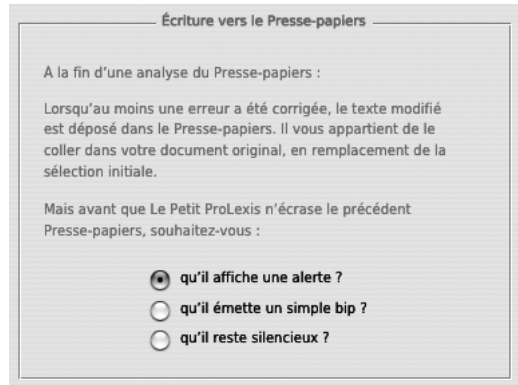 Écriture vers le Presse-papiers
A la fin d'une analyse du Presse-papiers :
Lorsqu'au moins une erreur a été corrigée, le texte modifié
est déposé dans le Presse-papiers. Il vous appartient de le
coller dans votre document original, en remplacement de la
sélection initiale.
Mais avant que Le Petit ProLexis n'écrase le précédent
Presse-papiers, souhaitez-vous :
qu'il affiche une alerte ?
qu'il émette un simple bip ?
qu'il reste silencieux ?